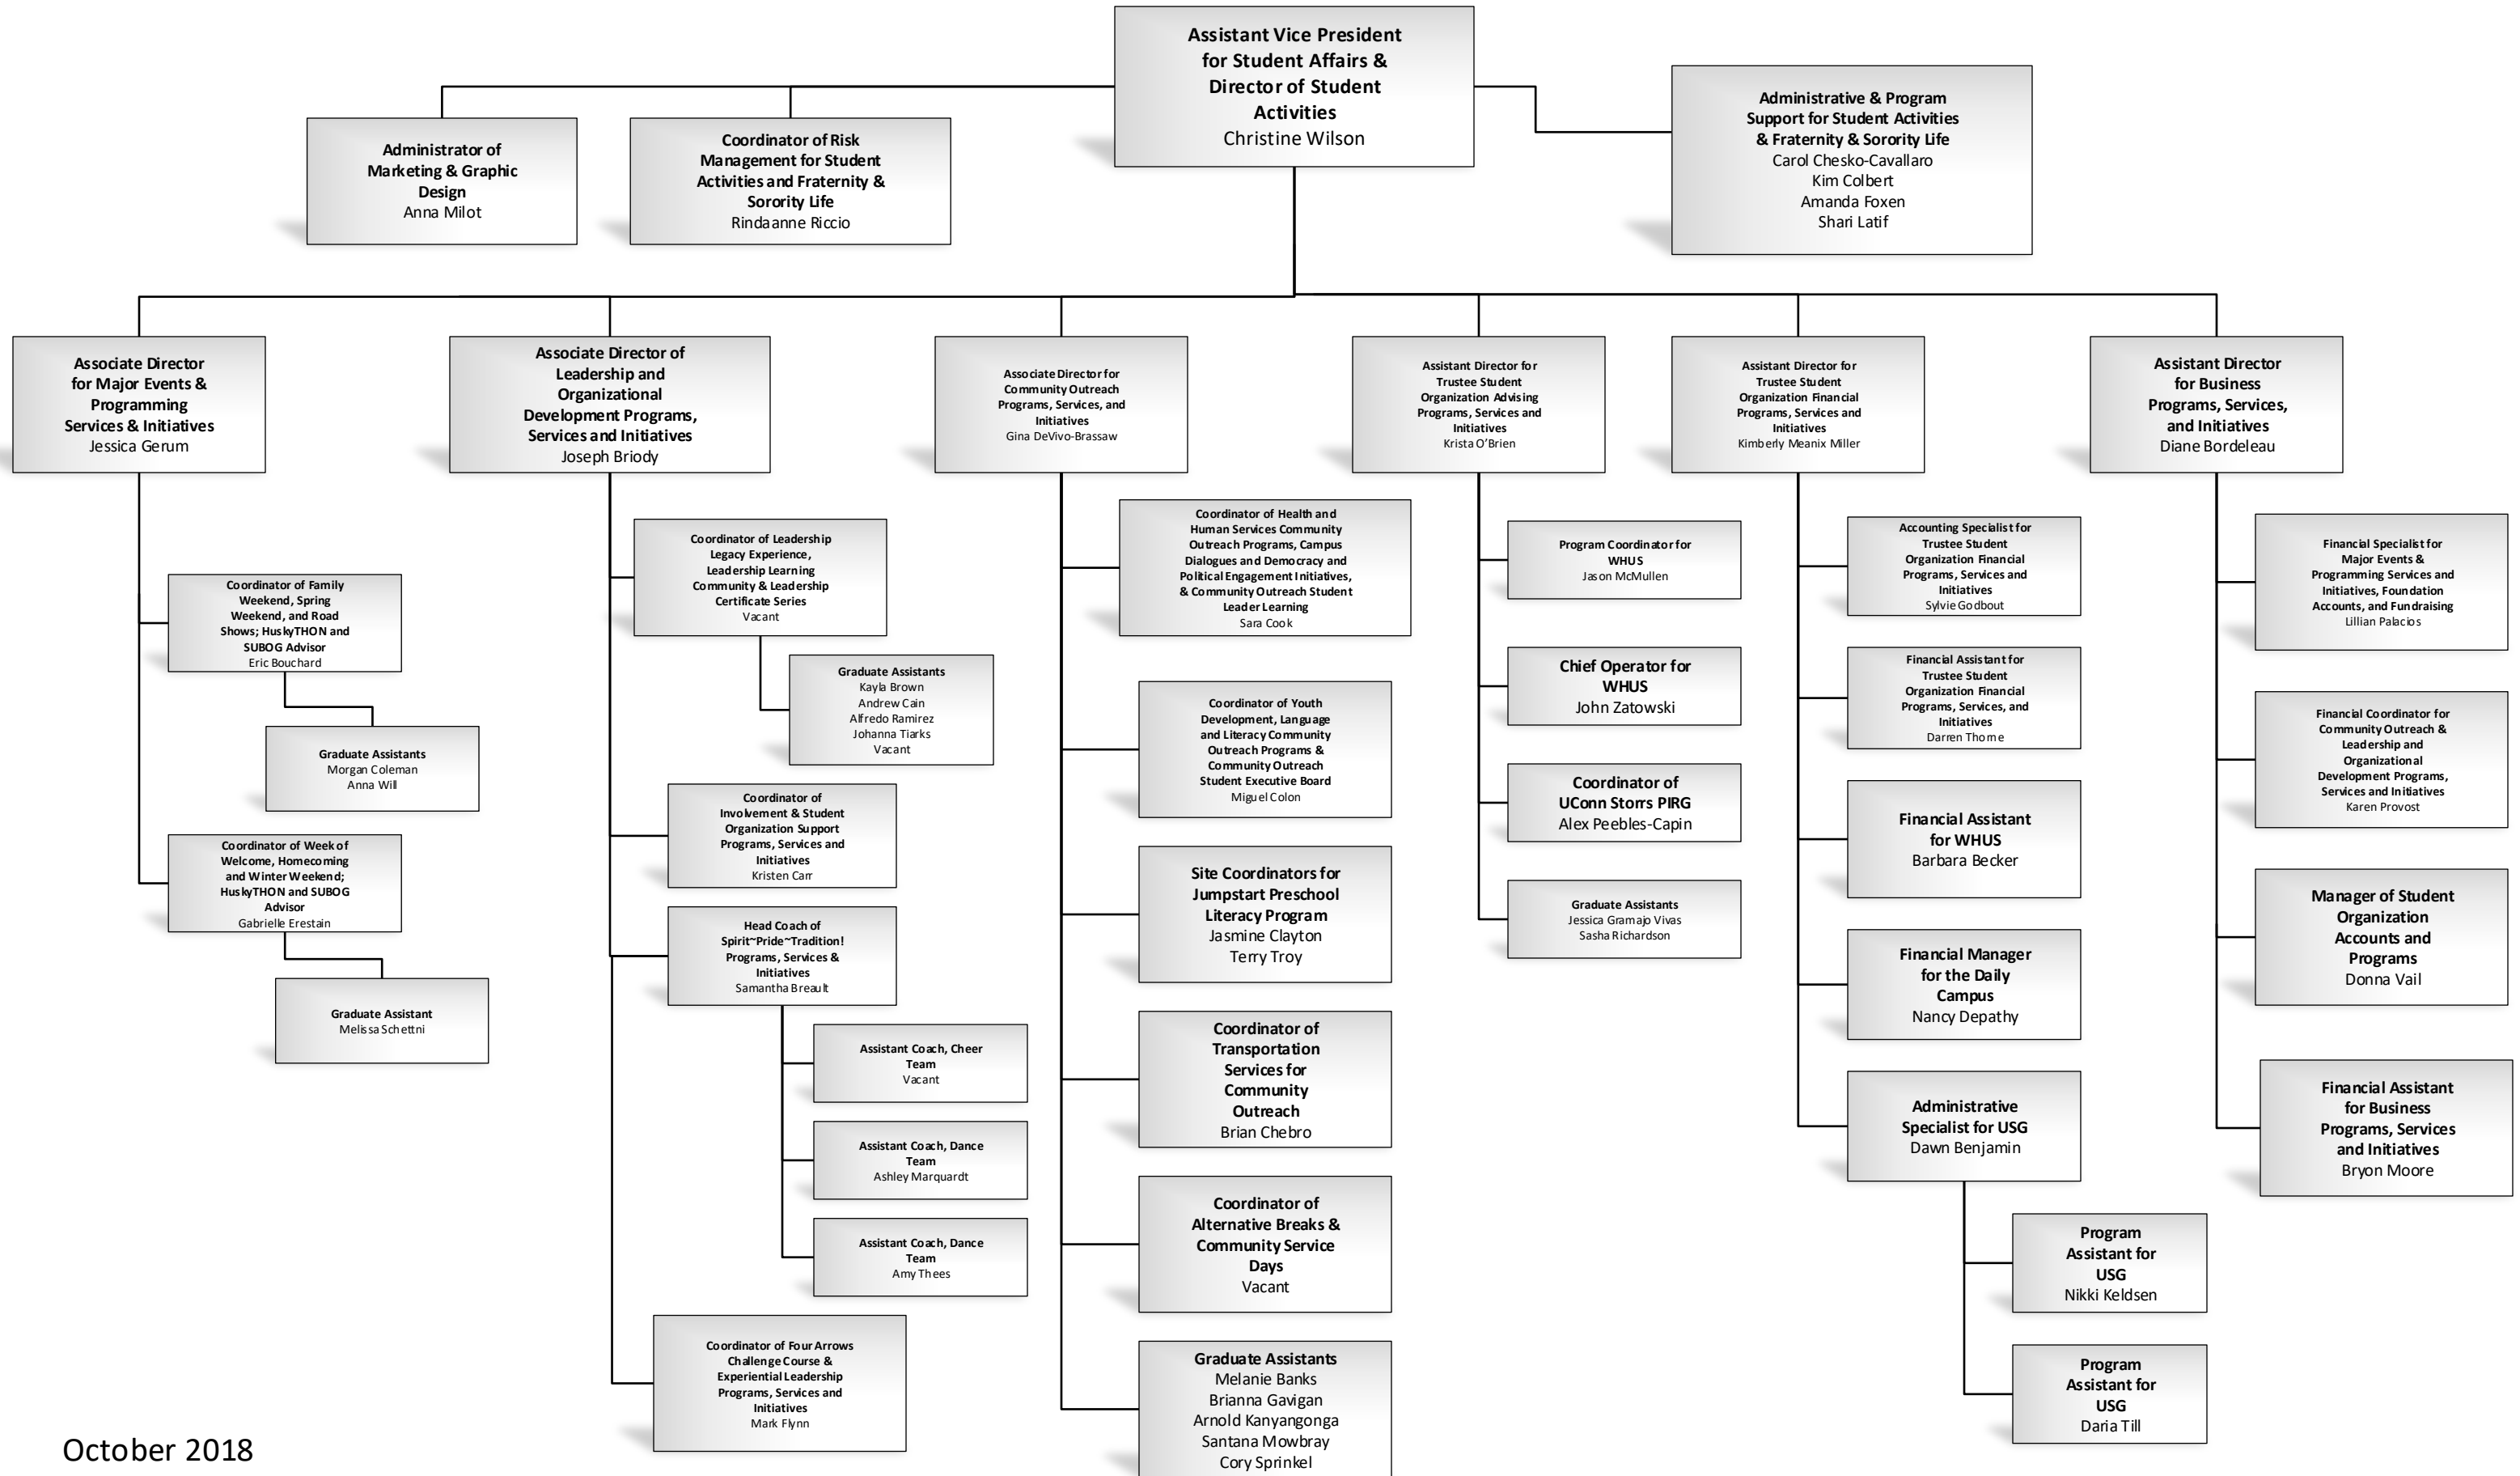 Assistant Vice President
for Student Affairs &
Director of Student
Activities
Christine Wilson
Administrator of
Marketing & Graphic
Design
Anna Milot
Coordinator of Risk
Management for Student
Activities and Fraternity &
Sorority Life
Rindaanne Riccio
Administrative & Program
Support for Student Activities
& Fraternity & Sorority Life
Carol Chesko-Cavallaro
Kim Colbert
Amanda Foxen
Shari Latif
Associate Director
for Major Events &
Programming
Services & Initiatives
Jessica Gerum
Coordinator of Family
Weekend, Spring
Weekend, and Road
Shows; HuskyTHON and
SUBOG Advisor
Eric Bouchard
Graduate Assistants
Morgan Coleman
Anna Will
Coordinator of Week of
Welcome, Homecoming
and Winter Weekend;
HuskyTHON and SUBOG
Advisor
Gabrielle Erestain
Graduate Assistant
Melissa Schettni
Associate Director of
Leadership and
Organizational
Development Programs,
Services and Initiatives
Joseph Briody
Coordinator of Leadership
Legacy Experience,
Leadership Learning
Community & Leadership
Certificate Series
Vacant
Graduate Assistants
Kayla Brown
Andrew Cain
Alfredo Ramirez
Johanna Tiarks
Vacant
Coordinator of
Involvement & Student
Organization Support
Programs, Services and
Initiatives
Kristen Carr
Head Coach of
Spirit~Pride~Tradition!
Programs, Services &
Initiatives
Samantha Breault
Assistant Coach, Cheer
Team
Vacant
Assistant Coach, Dance
Team
Ashley Marquardt
Assistant Coach, Dance
Team
Amy Thees
Coordinator of Four Arrows
Challenge Course &
Experiential Leadership
Programs, Services and
Initiatives
Mark Flynn
Associate Director for
Community Outreach
Programs, Services, and
Initiatives
Gina DeVivo-Brassaw
Coordinator of Health and
Human Services Community
Outreach Programs, Campus
Dialogues and Democracy and
Political Engagement Initiatives,
& Community Outreach Student
Leader Learning
Sara Cook
Coordinator of Youth
Development, Language
and Literacy Community
Outreach Programs &
Community Outreach
Student Executive Board
Miguel Colon
Site Coordinators for
Jumpstart Preschool
Literacy Program
Jasmine Clayton
Terry Troy
Coordinator of
Transportation
Services for
Community
Outreach
Brian Chebro
Coordinator of
Alternative Breaks &
Community Service
Days
Vacant
Graduate Assistants
Melanie Banks
Brianna Gavigan
Arnold Kanyangonga
Santana Mowbray
Cory Sprinkel
Assistant Director for
Trustee Student
Organization Advising
Programs, Services and
Initiatives
Krista O’Brien
Program Coordinator for
WHUS
Jason McMullen
Chief Operator for
WHUS
John Zatowski
Coordinator of
UConn Storrs PIRG
Alex Peebles-Capin
Graduate Assistants
Jessica Gramajo Vivas
Sasha Richardson
Assistant Director for
Trustee Student
Organization Financial
Programs, Services and
Initiatives
Kimberly Meanix Miller
Accounting Specialist for
Trustee Student
Organization Financial
Programs, Services and
Initiatives
Sylvie Godbout
Financial Assistant for
Trustee Student
Organization Financial
Programs, Services, and
Initiatives
Darren Thorne
Financial Assistant
for WHUS
Barbara Becker
Financial Manager
for the Daily
Campus
Nancy Depathy
Administrative
Specialist for USG
Dawn Benjamin
Program
Assistant for
USG
Nikki Keldsen
Program
Assistant for
USG
Daria Till
Assistant Director
for Business
Programs, Services,
and Initiatives
Diane Bordeleau
Financial Specialist for
Major Events &
Programming Services and
Initiatives, Foundation
Accounts, and Fundraising
Lillian Palacios
Financial Coordinator for
Community Outreach &
Leadership and
Organizational
Development Programs,
Services and Initiatives
Karen Provost
Manager of Student
Organization
Accounts and
Programs
Donna Vail
Financial Assistant
for Business
Programs, Services
and Initiatives
Bryon Moore
October 2018